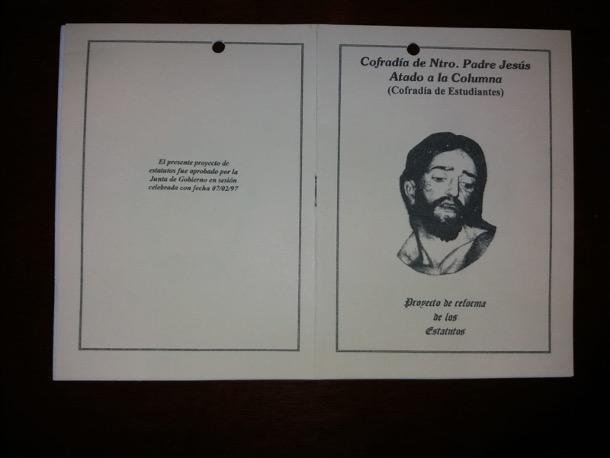 El presente proyecto de
estatutos fue aprobado por la
Junta de Gobierno en sesión
celebrado con fecha 07/02/97
Cofradía de Ntro. Padre Jesús
Atado a la Columna
(Cofradía de Estudiantes)
Proyecto de reforma
de los
Estatutos